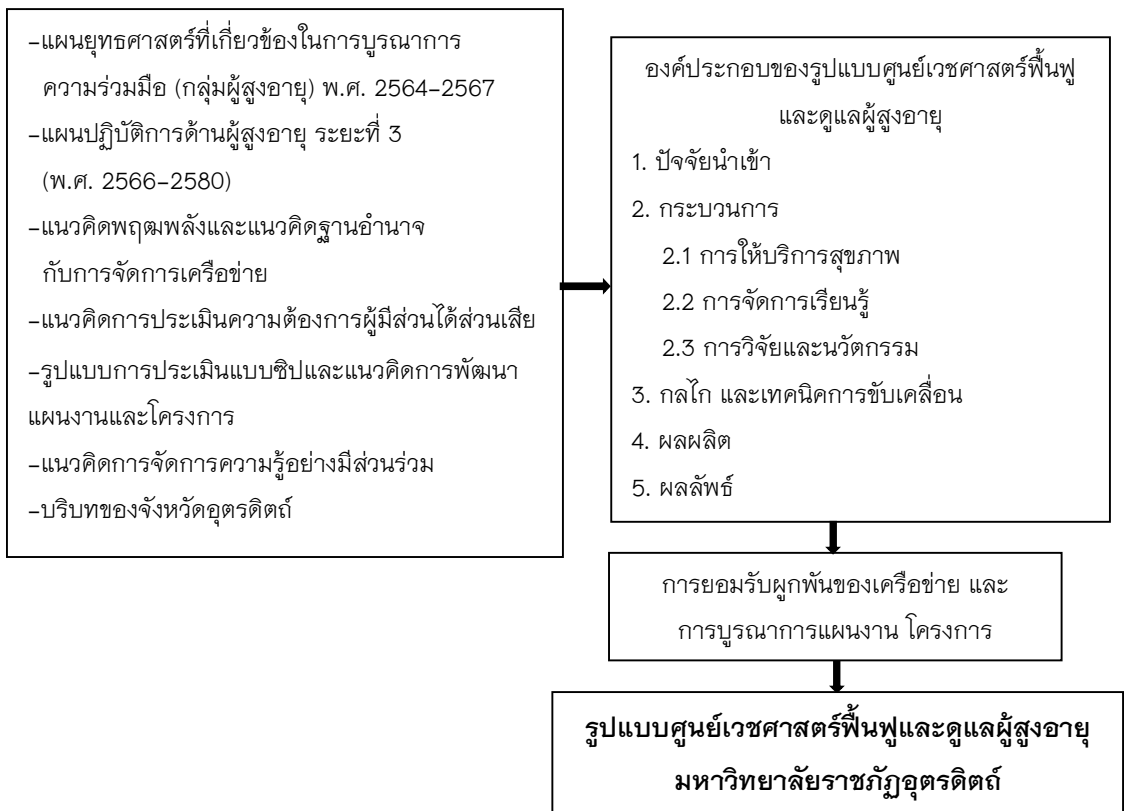 -แผนยุทธศาสตร์ที่เกี่ยวข้องในการบูรณาการ
ความร่วมมือ (กลุ่มผู้สูงอายุ) พ.ศ. 2564-2567
-แผนปฏิบัติการด้านผู้สูงอายุ ระยะที่ 3
(พ.ศ. 2566-2580)
-แนวคิดพฤฒพลังและแนวคิดฐานอำนาจ
กับการจัดการเครือข่าย
-แนวคิดการประเมินความต้องการผู้มีส่วนได้ส่วนเสีย
-รูปแบบการประเมินแบบซิปและแนวคิดการพัฒนา
แผนงานและโครงการ
-แนวคิดการจัดการความรู้อย่างมีส่วนร่วม
-บริบทของจังหวัดอุตรดิตถ์
องค์ประกอบของรูปแบบศูนย์เวชศาสตร์ฟื้นฟู
และดูแลผู้สูงอายุ
1. ปัจจัยนำเข้า
2. กระบวนการ
2.1 การให้บริการสุขภาพ
2.2 การจัดการเรียนรู้
2.3 การวิจัยและนวัตกรรม
3. กลไก และเทคนิคการขับเคลื่อน
4. ผลผลิต
5. ผลลัพธ์
การยอมรับผูกพันของเครือข่าย และ
การบูรณาการแผนงาน โครงการ
รูปแบบศูนย์เวชศาสตร์ฟื้นฟูและดูแลผู้สูงอายุ
มหาวิทยาลัยราชภัฏอุตรดิตถ์